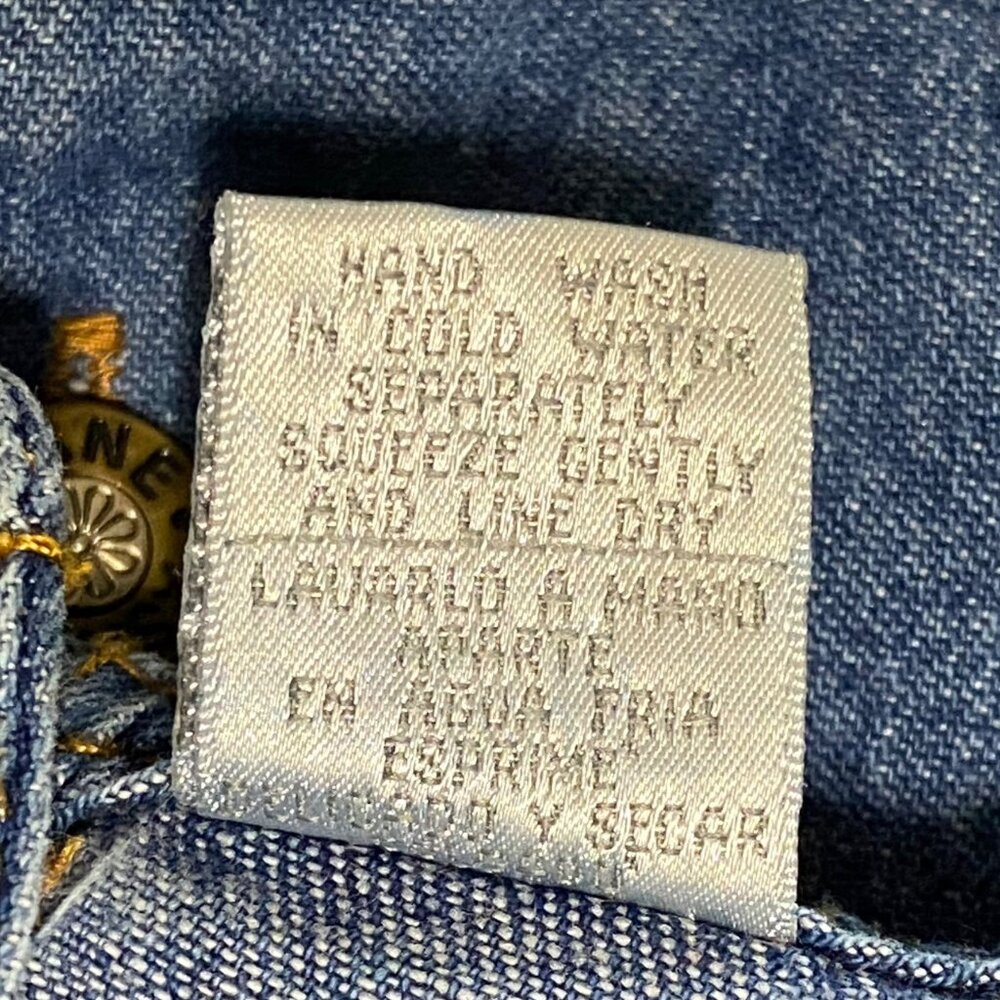 HAND WASH
IN COLD WATER
SEPARATELY
SQUEEZE GENTLY
AND LINE DRY
LAVARLO A MANO
APARTE
EN AGUA FRIA
ESPRIME
Y SECAR
NE